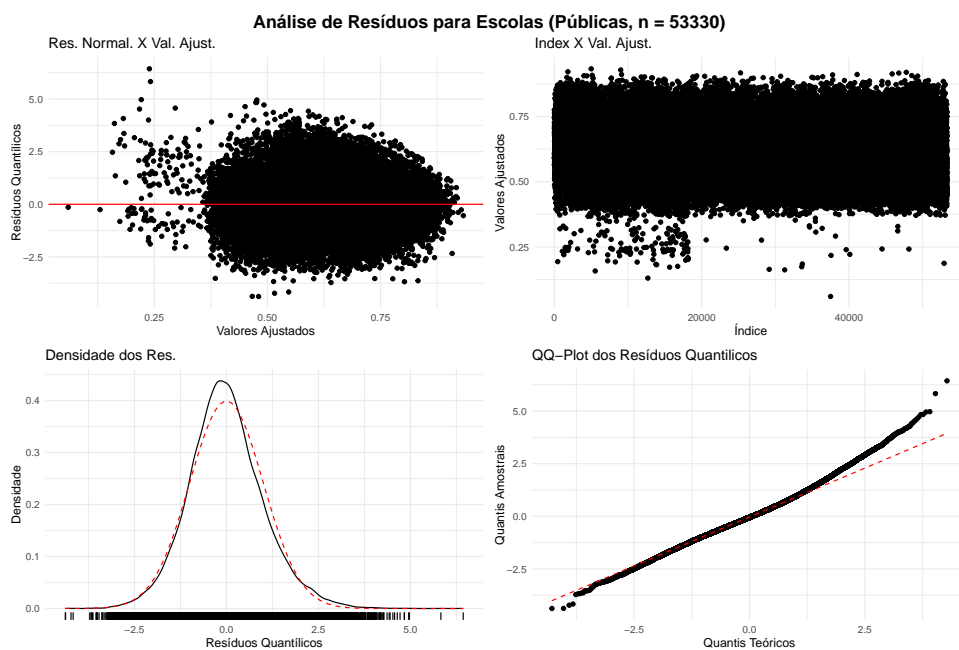 Análise de Resíduos para Escolas (Públicas, n = 53330)
Res. Normal. X Val. Ajust.
Resíduos Quantílicos
5.0
2.5
0.0
−2.5
0.25
0.50
0.75
Valores Ajustados
Index X Val. Ajust.
Valores Ajustados
0.75
0.50
0.25
0
20000
40000
Índice
Densidade dos Res.
Densidade
0.4
0.3
0.2
0.1
0.0
−2.5
0.0
2.5
5.0
Resíduos Quantílicos
QQ−Plot dos Resíduos Quantilicos
Quantis Amostrais
5.0
2.5
0.0
−2.5
−2.5
0.0
2.5
Quantis Teóricos